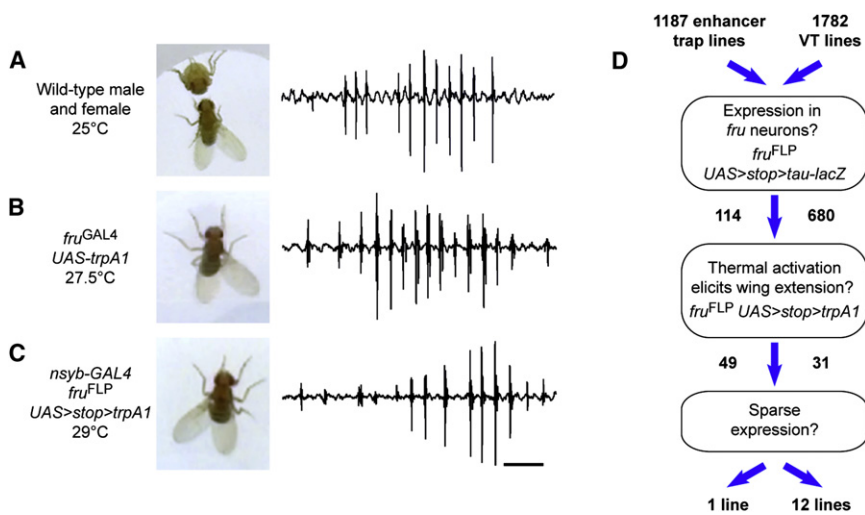 A
Wild-type male
and female
25°C
B
fruGAL4
UAS-trpA1
27.5°C
C
nsyb-GAL4
fruFLP
UAS>stop>trpA1
29°C
D
1187 enhancer
trap lines
1782
VT lines
Expression in
fru neurons?
fruFLP
UAS>stop>tau-lacZ
114 680
Thermal activation
elicits wing extension?
fruFLP UAS>stop>trpA1
49 31
Sparse
expression?
1 line 12 lines